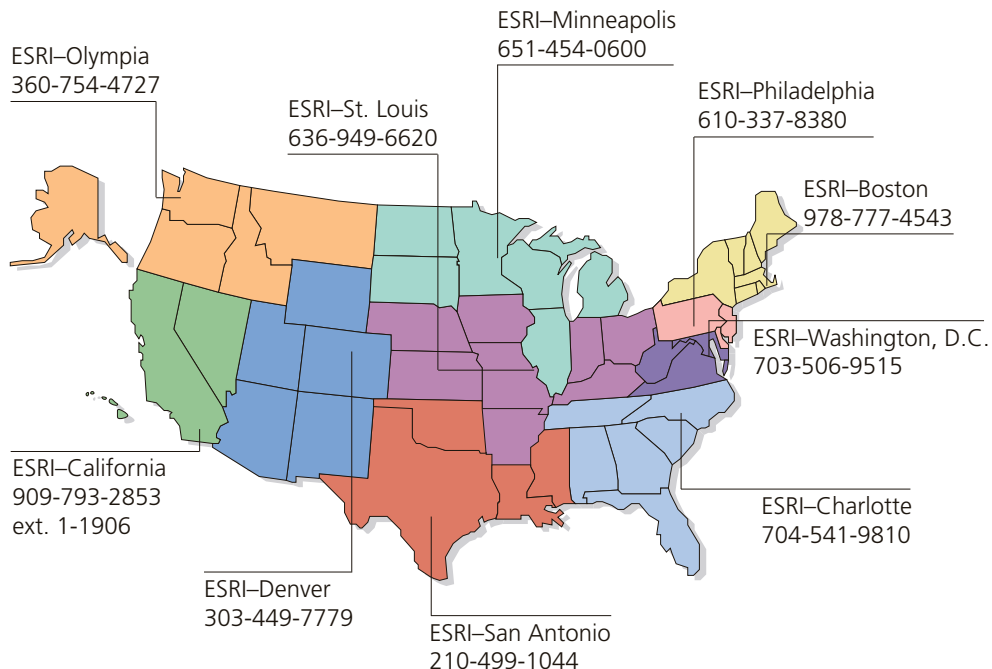 ESRI–Minneapolis
651-454-0600
ESRI–Olympia
360-754-4727
ESRI–St. Louis
636-949-6620
ESRI–Philadelphia
610-337-8380
ESRI–Boston
978-777-4543
ESRI–Washington, D.C.
703-506-9515
ESRI–California
909-793-2853
ext. 1-1906
ESRI–Charlotte
704-541-9810
ESRI–Denver
303-449-7779
ESRI–San Antonio
210-499-1044